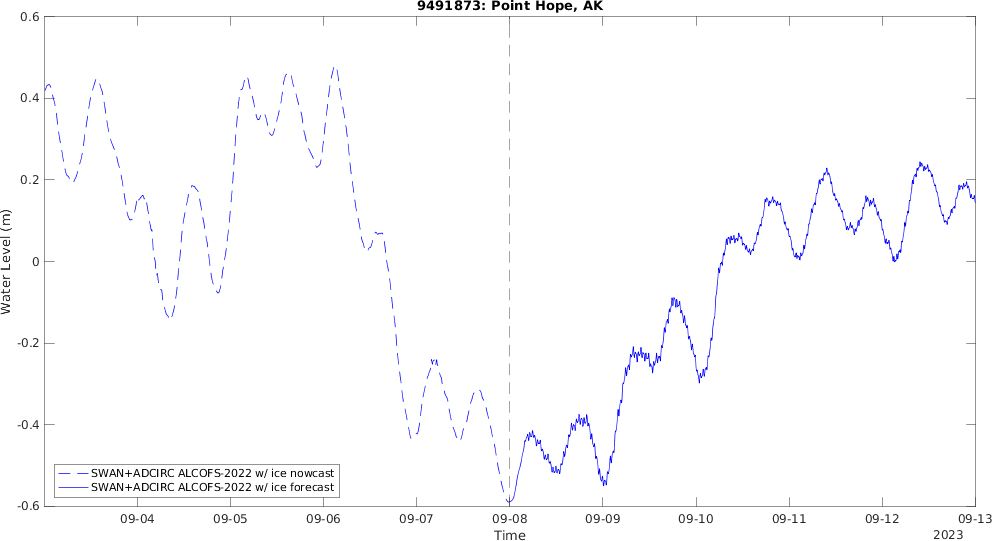 9491873: Point Hope, AK
0.6
0.4
0.2
0
-0.2
-0.4
-0.6
Water Level (m)
SWAN+ADCIRC ALCOFS-2022 w/ ice nowcast
SWAN+ADCIRC ALCOFS-2022 w/ ice forecast
09-04 09-05 09-06 09-07 09-08 09-09 09-10 09-11 09-12 09-13
Time
2023